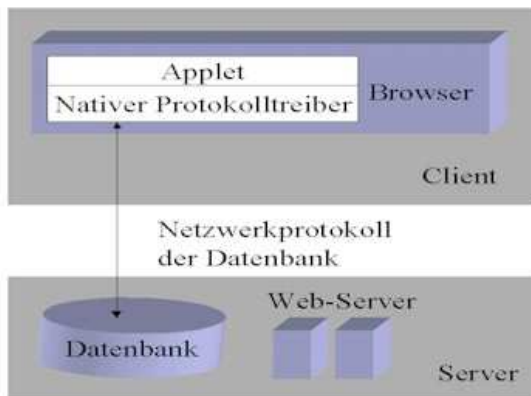 Applet
Nativer Protokolltreiber
Browser
Client
Netzwerkprotokoll
der Datenbank
Web-Server
Datenbank
Server